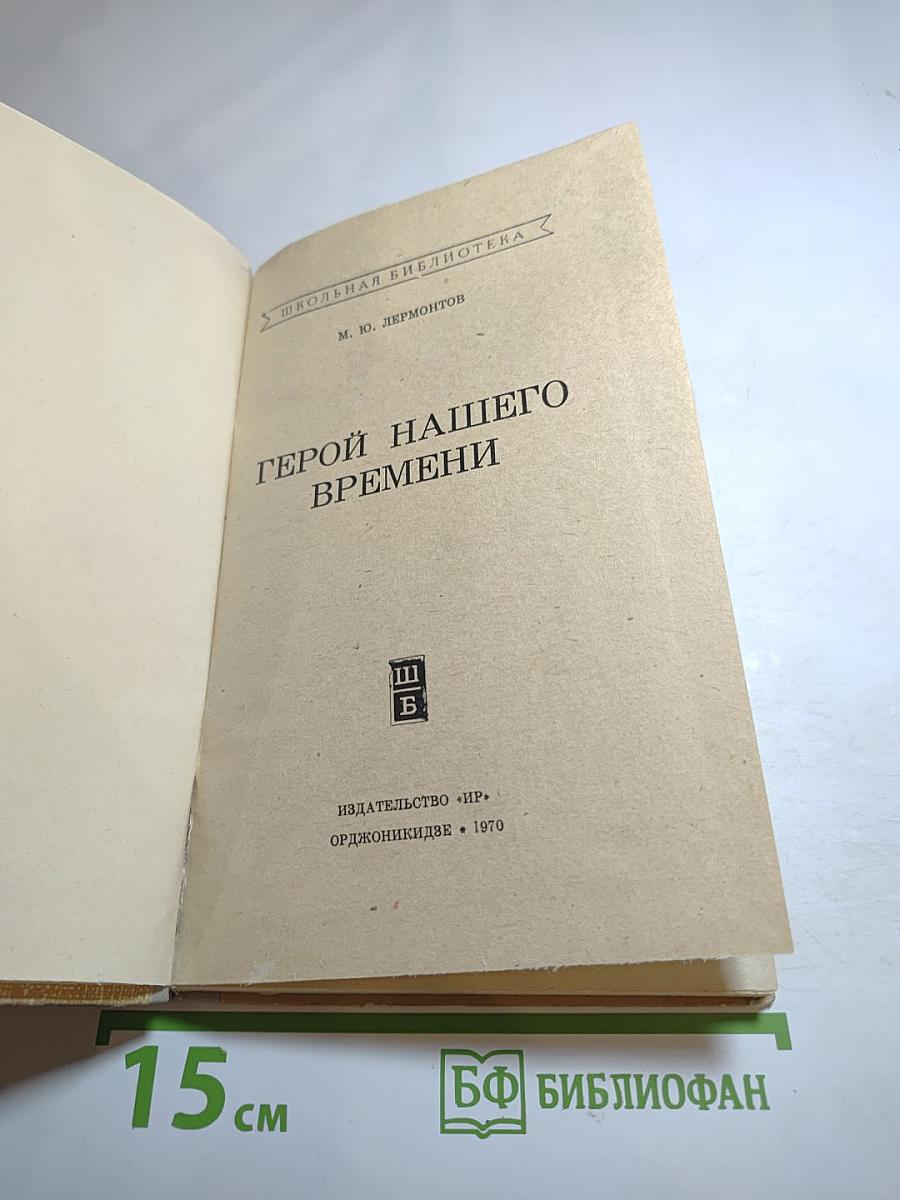 ШКОЛЬНАЯ БИБЛИОТЕКА
М. Ю. ЛЕРМОНТОВ
ГЕРОЙ НАШЕГО
ВРЕМЕНИ
Ш
Б
ИЗДАТЕЛЬСТВО «ИР»
ОРДЖОНИКИДЗЕ * 1970
15 см
БФ БИБЛИОФАН